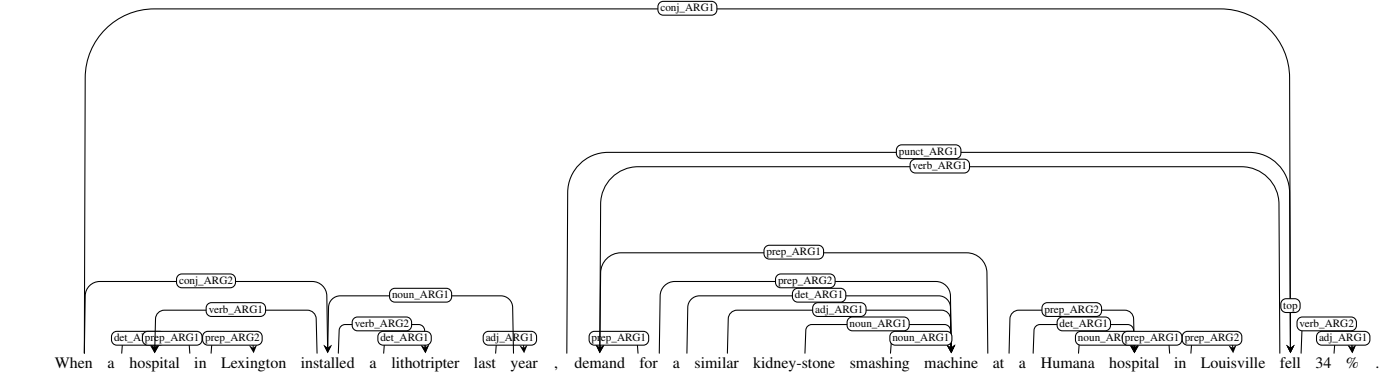 conj_ARG1
punct_ARG1
verb_ARG1
prep_ARG1
conj_ARG2 prep_ARG2
noun_ARG1 det_ARG1
top
verb_ARG1 adj_ARG1 prep_ARG2
verb_ARG2 noun_ARG1 det_ARG1 verb_ARG2
det_A prep_ARG1 prep_ARG2 det_ARG1 adj_ARG1 prep_ARG1 noun_ARG1 noun_AR prep_ARG1 prep_ARG2 adj_ARG1
When a hospital in Lexington installed a lithotripter last year , demand for a similar kidney-stone smashing machine at a Humana hospital in Louisville fell 34 % .